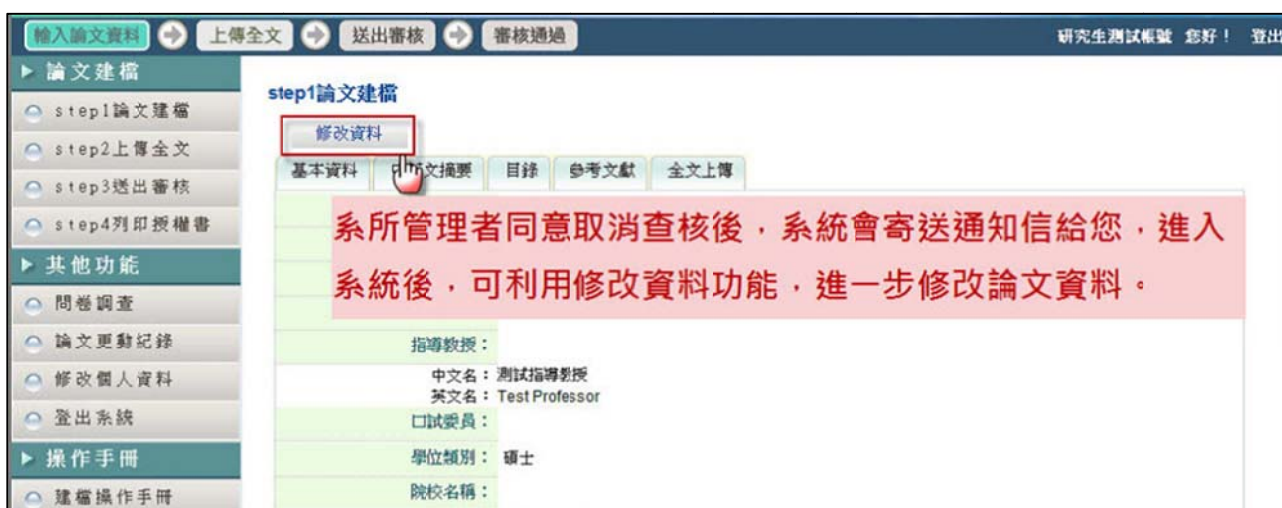 輸入論文資料 上傳全文 送出審核 審核通過 研究生測試帳號 您好！ 登出
論文建檔
step1論文建檔
step2上傳全文
step3送出審核
step4列印授權書
其他功能
問卷調查
論文更動紀錄
修改個人資料
登出系統
操作手冊
建檔操作手冊
step1論文建檔
修改資料
基本資料 文摘要 目錄 參考文獻 全文上傳
系所管理者同意取消查核後，系統會寄送通知信給您，進入
系統後，可利用修改資料功能，進一步修改論文資料。
指導教授：
中文名：測試指導教授
英文名：Test Professor
口試委員：
學位類別：碩士
院校名稱：